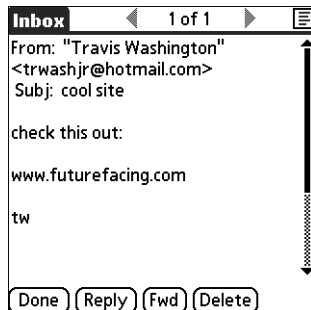 Inbox 1 of 1
From: "Travis Washington"
<trwashjr@hotmail.com>
Subj: cool site
check this out:
www.futurefacing.com
tw
Done Reply Fwd Delete